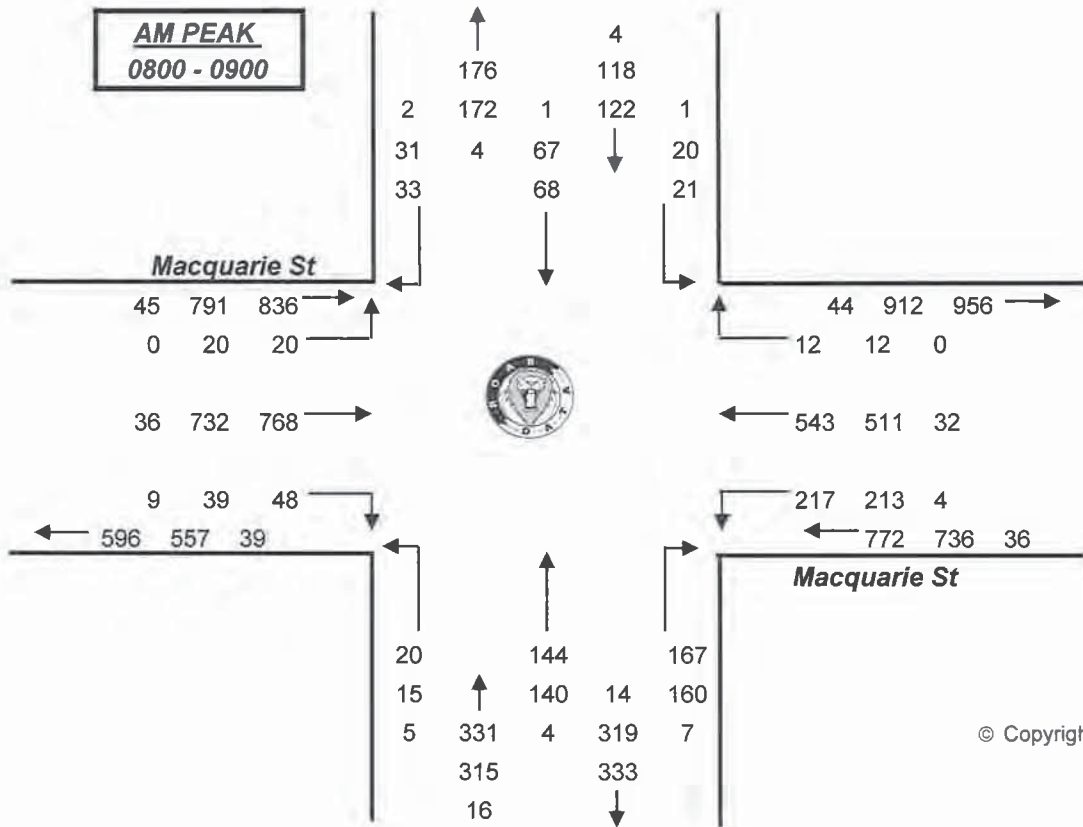 AM PEAK
0800 - 0900
4
176 118
2 172 1 122 1
31 4 67 20
33 68 21
Macquarie St
45 791 836 44 912 956
0 20 20 12 12 0
36 732 768 543 511 32
9 39 48 217 213 4
596 557 39 772 736 36
Macquarie St
20 144 167
15 140 14 160
5 331 4 319 7
© Copyrigh
315 333
16